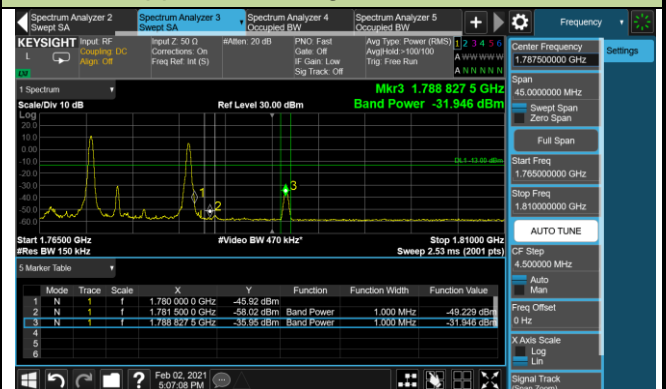 Spectrum Analyzer 2
Swept SA
Spectrum Analyzer 3
Swept SA
Spectrum Analyzer 4
Occupied BW
Spectrum Analyzer 5
Occupied BW
Frequency
KEYSIGHT
L
Input: RF
Coupling: DC
Align: Off
Input Z: 50 Ω
Corrections: On
Freq Ref: Int (S)
#Atten: 20 dB
PNO: Fast
Gate: Off
IF Gain: Low
Sig Track: Off
Avg Type: Power (RMS)
Avg|Hold:>100/100
Trig: Free Run
1 2 3 4 5 6
A W W W W W
A N N N N N
1 Spectrum
Scale/Div 10 dB
Ref Level 30.00 dBm
Mkr3 1.788 827 5 GHz
Band Power -31.946 dBm
Log
20.0
10.0
0.00
-10.0
-20.0
-30.0
-40.0
-50.0
-60.0
DL1 -13.00 dBm
1
2
3
Start 1.76500 GHz
#Res BW 150 kHz
#Video BW 470 kHz*
Stop 1.81000 GHz
Sweep 2.53 ms (2001 pts)
5 Marker Table
Mode Trace Scale X Y Function Function Width Function Value
1 N 1 f 1.780 000 0 GHz -45.92 dBm
2 N 1 f 1.781 500 0 GHz -58.02 dBm Band Power 1.000 MHz -49.229 dBm
3 N 1 f 1.788 827 5 GHz -35.95 dBm Band Power 1.000 MHz -31.946 dBm
4
5
6
Feb 02, 2021
5:07:08 PM
Center Frequency
1.787500000 GHz
Settings
Span
45.0000000 MHz
Swept Span
Zero Span
Full Span
Start Freq
1.765000000 GHz
Stop Freq
1.810000000 GHz
AUTO TUNE
CF Step
4.500000 MHz
Auto
Man
Freq Offset
0 Hz
X Axis Scale
Log
Lin
Signal Track